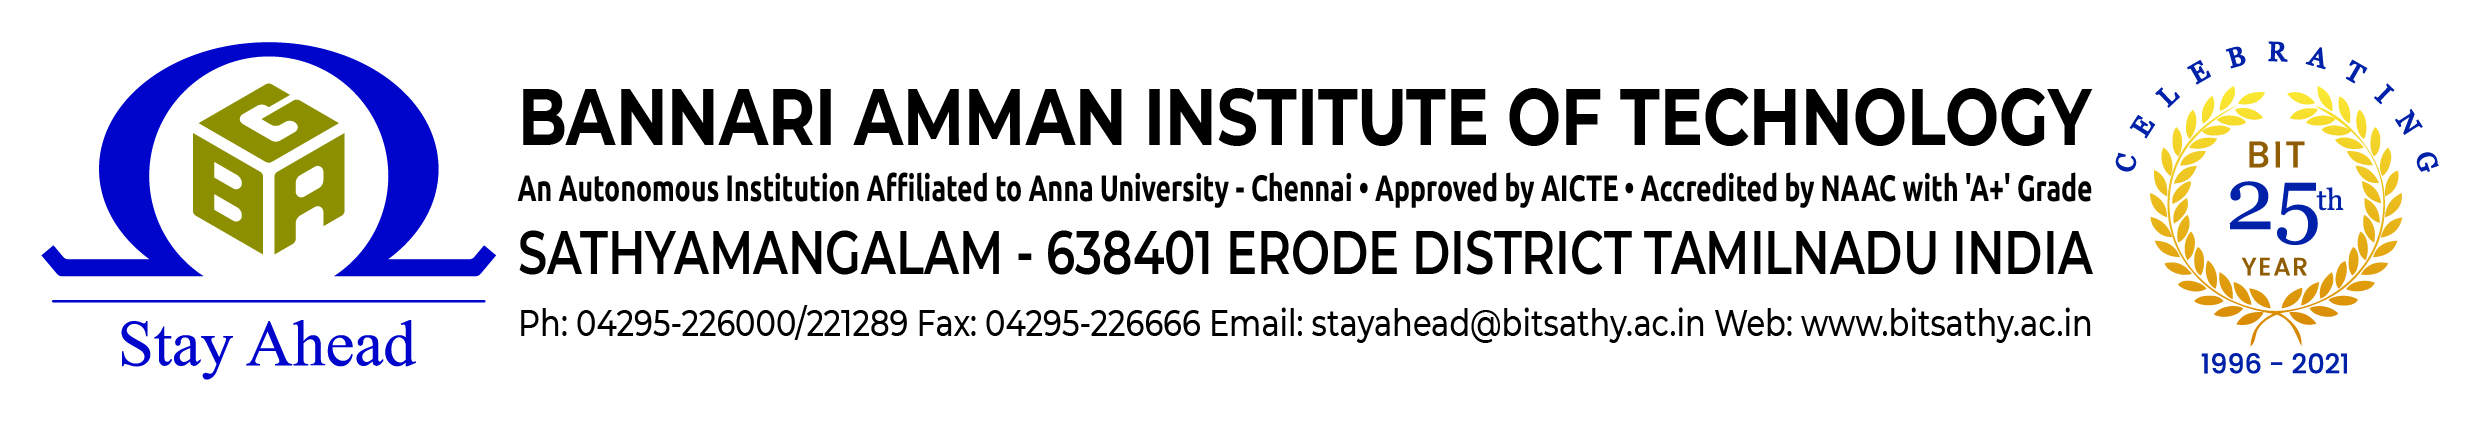 BGA
Stay Ahead
BANNARI AMMAN INSTITUTE OF TECHNOLOGY
An Autonomous Institution Affiliated to Anna University - Chennai • Approved by AICTE • Accredited by NAAC with 'A+' Grade
SATHYAMANGALAM - 638401 ERODE DISTRICT TAMILNADU INDIA
Ph: 04295-226000/221289 Fax: 04295-226666 Email: stayahead@bitsathy.ac.in Web: www.bitsathy.ac.in
CELEBRATING
BIT
25th
YEAR
1996 - 2021